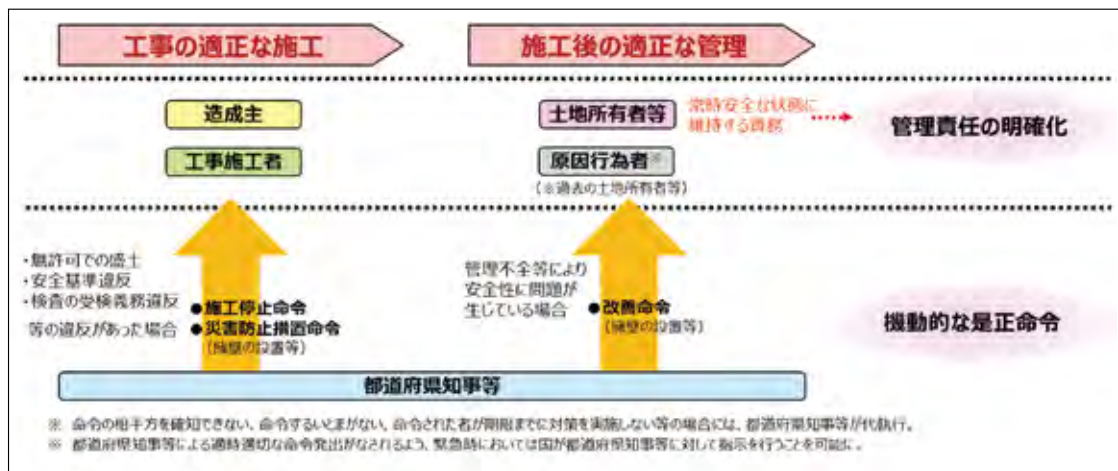 工事の適正な施工
施工後の適正な管理
造成主
工事施工者
土地所有者等
常時安全な状態に
維持する責務
原因行為者※
（※過去の土地所有者等）
管理責任の明確化
・無許可での盛土
・安全基準違反
・検査の受検義務違反
等の違反があった場合
●施工停止命令
●災害防止措置命令
（擁壁の設置等）
管理不全等により
安全性に問題が
生じている場合
●改善命令
（擁壁の設置等）
機動的な是正命令
都道府県知事等
※ 命令の相手方を確知できない、命令するいとまがない、命令された者が期限までに対策を実施しない等の場合には、都道府県知事等が代執行。
※ 都道府県知事等による適時適切な命令発出がなされるよう、緊急時においては国が都道府県知事等に対して指示を行うことを可能に。